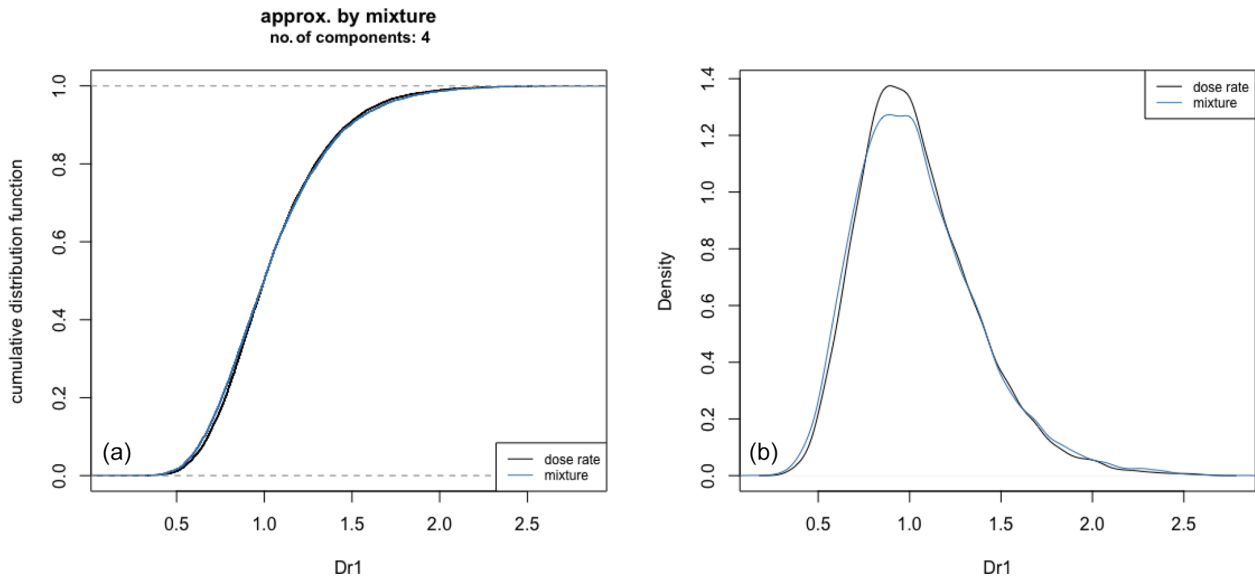 approx. by mixture
no. of components: 4
cumulative distribution function
0.0 0.2 0.4 0.6 0.8 1.0
(a)
dose rate
mixture
0.5 1.0 1.5 2.0 2.5
Dr1
Density
0.0 0.2 0.4 0.6 0.8 1.0 1.2 1.4
dose rate
mixture
(b)
0.5 1.0 1.5 2.0 2.5
Dr1